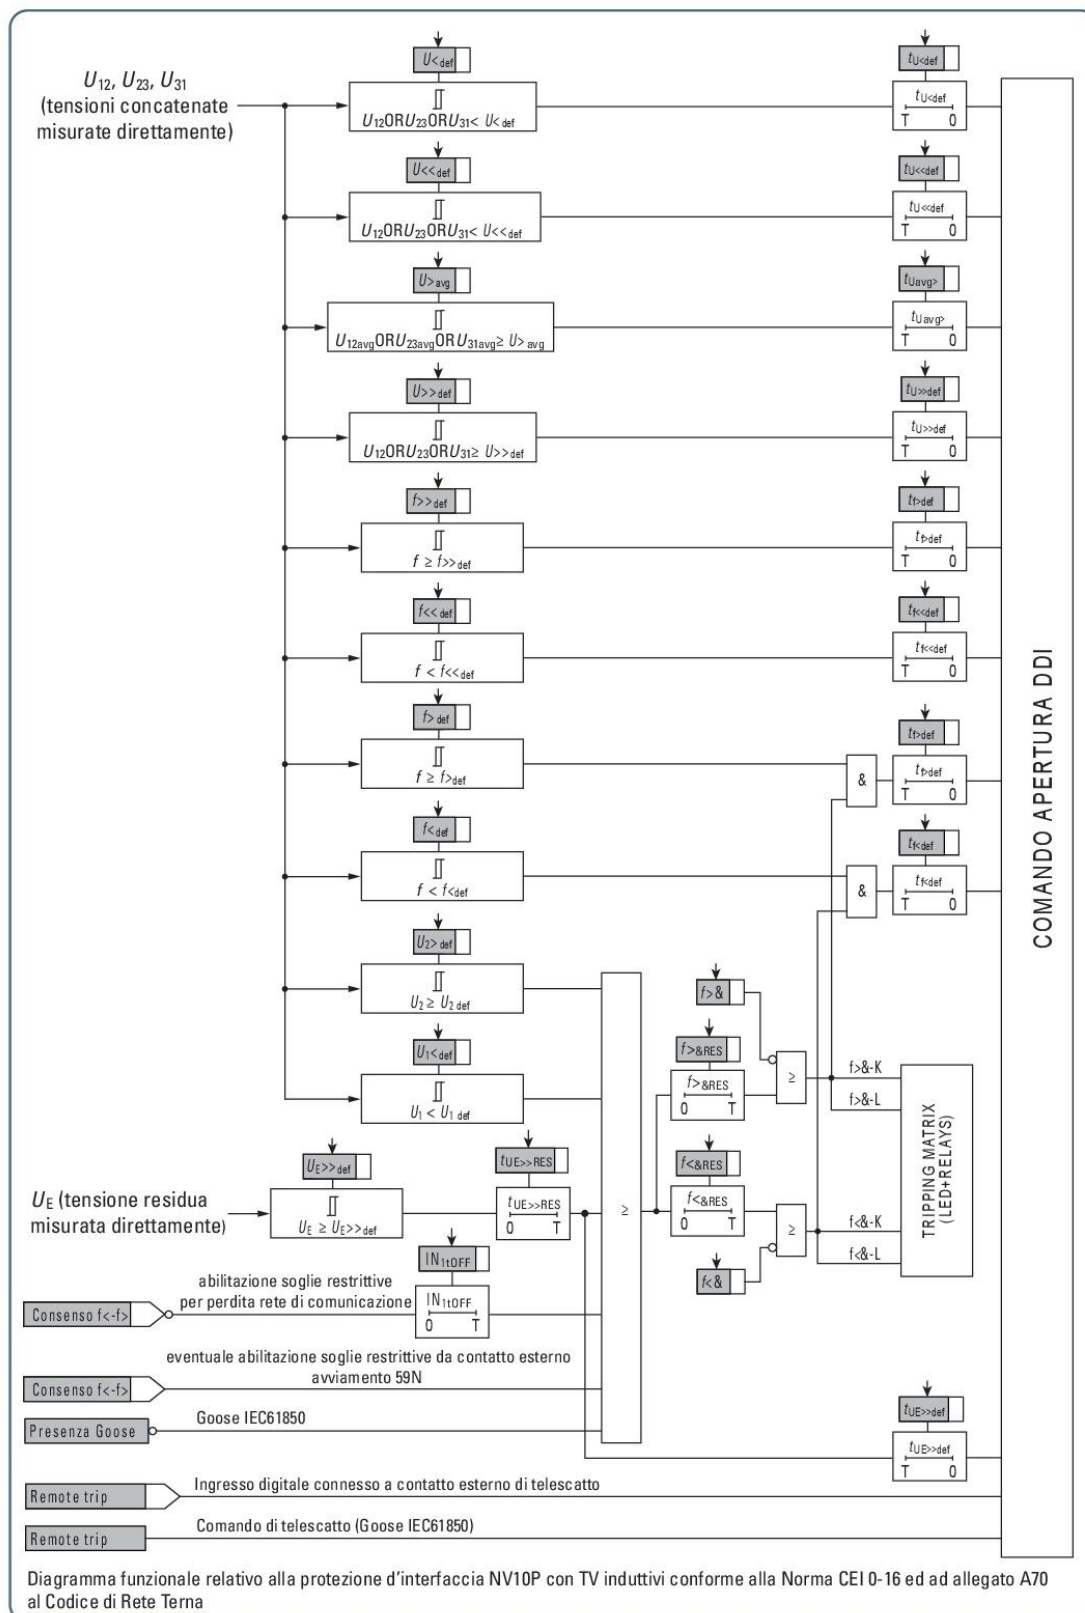 U<def
tU<def
U12, U23, U31
(tensioni concatenate
misurate direttamente)
U12ORU23ORU31< U<def
tU<def
T 0
U<<def
tU<<def
U12ORU23ORU31< U<<def
tU<<def
T 0
U>avg
tUavg>
U12avgORU23avgORU31avg≥ U>avg
tUavg>
T 0
U>>def
tU>>def
U12ORU23ORU31≥ U>>def
tU>>def
T 0
f>>def
tf>def
f ≥ f>>def
tf>def
T 0
f<<def
tf<<def
f < f<<def
tf<<def
T 0
f>def
tf>def
f ≥ f>def
&
tf>def
T 0
f<def
tf<def
f < f<def
&
tf<def
T 0
COMANDO APERTURA DDI
U2>def
U2 ≥ U2 def
f>&
U1<def
f>&RES
U1 < U1 def
f>&RES
0 T
≥
f>&-K
f>&-L
TRIPPING MATRIX
(LED+RELAYS)
UE>>def
tUE>>RES
f<&RES
UE (tensione residua
misurata direttamente)
UE ≥ UE>>def
tUE>>RES
0 T
≥
f<&RES
0 T
≥
f<&-K
f<&-L
IN1tOFF
f<&
abilitazione soglie restrittive
per perdita rete di comunicazione
Consenso f<-f>
IN1tOFF
0 T
eventuale abilitazione soglie restrittive da contatto esterno
avviamento 59N
Consenso f<-f>
Presenza Goose
Goose IEC61850
tUE>>def
tUE>>def
T 0
Remote trip
Ingresso digitale connesso a contatto esterno di telescatto
Remote trip
Comando di telescatto (Goose IEC61850)
Diagramma funzionale relativo alla protezione d'interfaccia NV10P con TV induttivi conforme alla Norma CEI 0-16 ed ad allegato A70
al Codice di Rete Terna